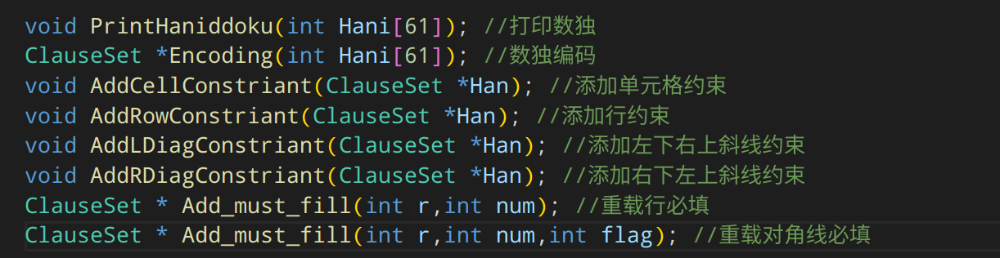 void PrintHaniddoku(int Hani[61]); //打印数独
ClauseSet *Encoding(int Hani[61]); //数独编码
void AddCellConstriant(ClauseSet *Han); //添加单元格约束
void AddRowConstriant(ClauseSet *Han); //添加行约束
void AddLDiagConstriant(ClauseSet *Han); //添加左下右上斜线约束
void AddRDiagConstriant(ClauseSet *Han); //添加右下左上斜线约束
ClauseSet * Add_must_fill(int r,int num); //重载行必填
ClauseSet * Add_must_fill(int r,int num,int flag); //重载对角线必填